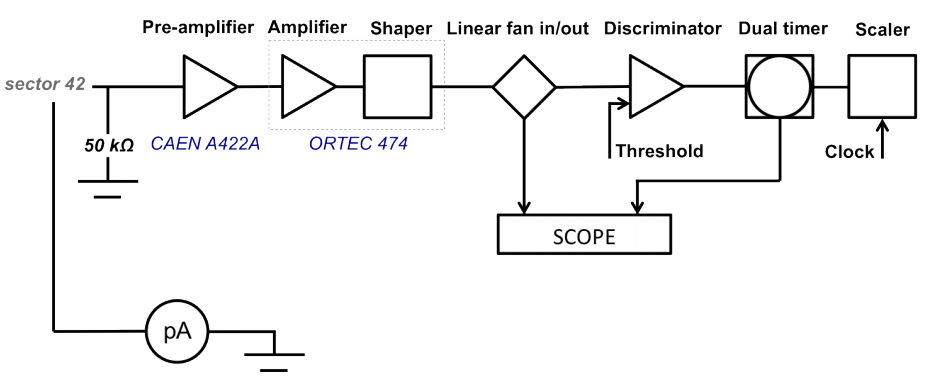 Pre-amplifier Amplifier Shaper Linear fan in/out Discriminator Dual timer Scaler
sector 42
50 kΩ CAEN A422A ORTEC 474 Threshold Clock
SCOPE
pA